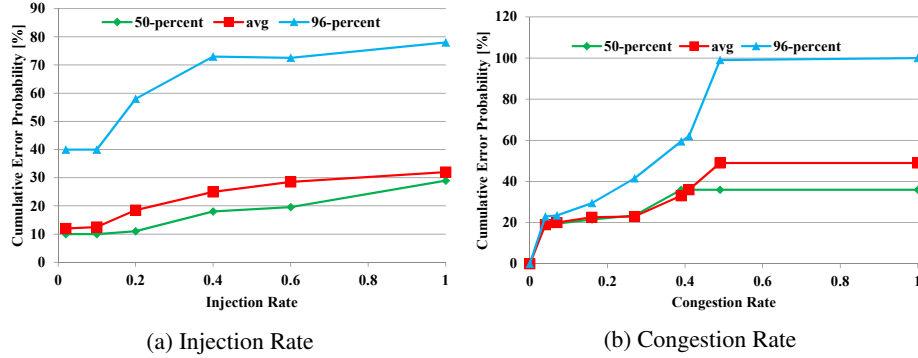 50-percent avg 96-percent
Cumulative Error Probability [%]
90
80
70
60
50
40
30
20
10
0
0 0.2 0.4 0.6 0.8 1
Injection Rate
(a) Injection Rate
50-percent avg 96-percent
Cumulative Error Probability [%]
120
100
80
60
40
20
0
0 0.2 0.4 0.6 0.8 1
Congestion Rate
(b) Congestion Rate